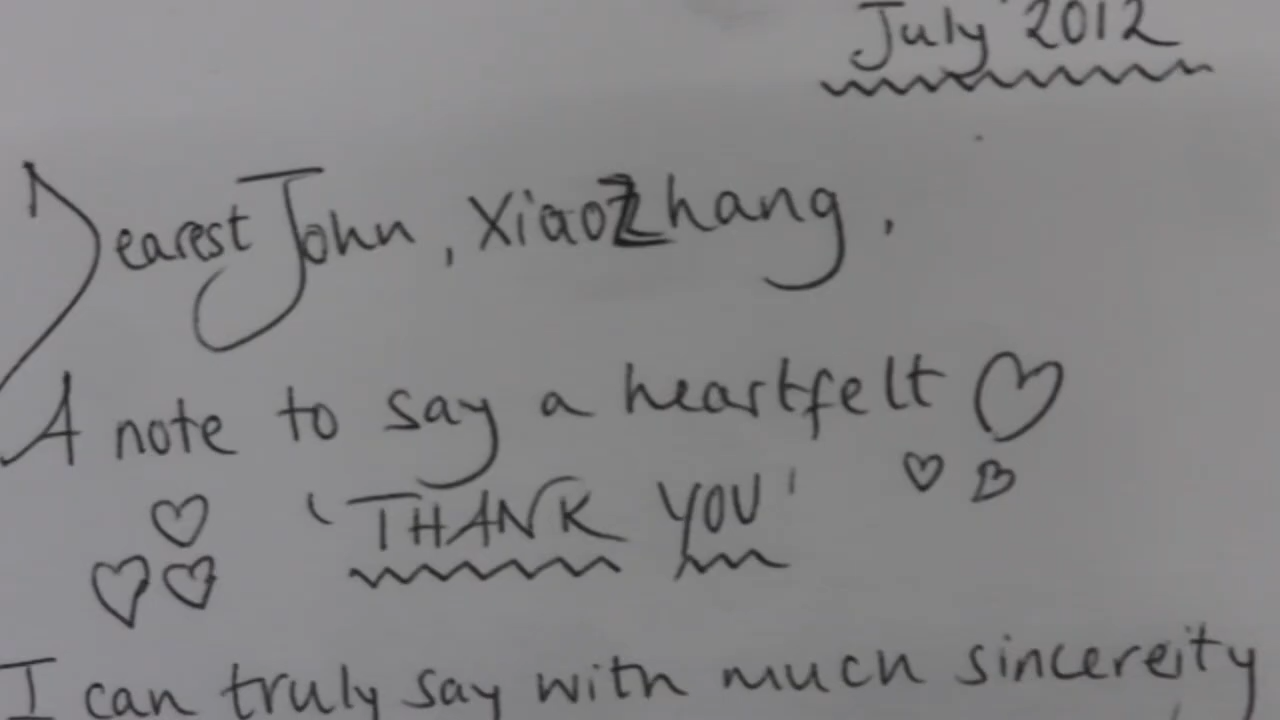 July 2012
Dearest John, XiaoZhang,
A note to say a heartfelt
'THANK YOU'
I can truly say with much sincereity